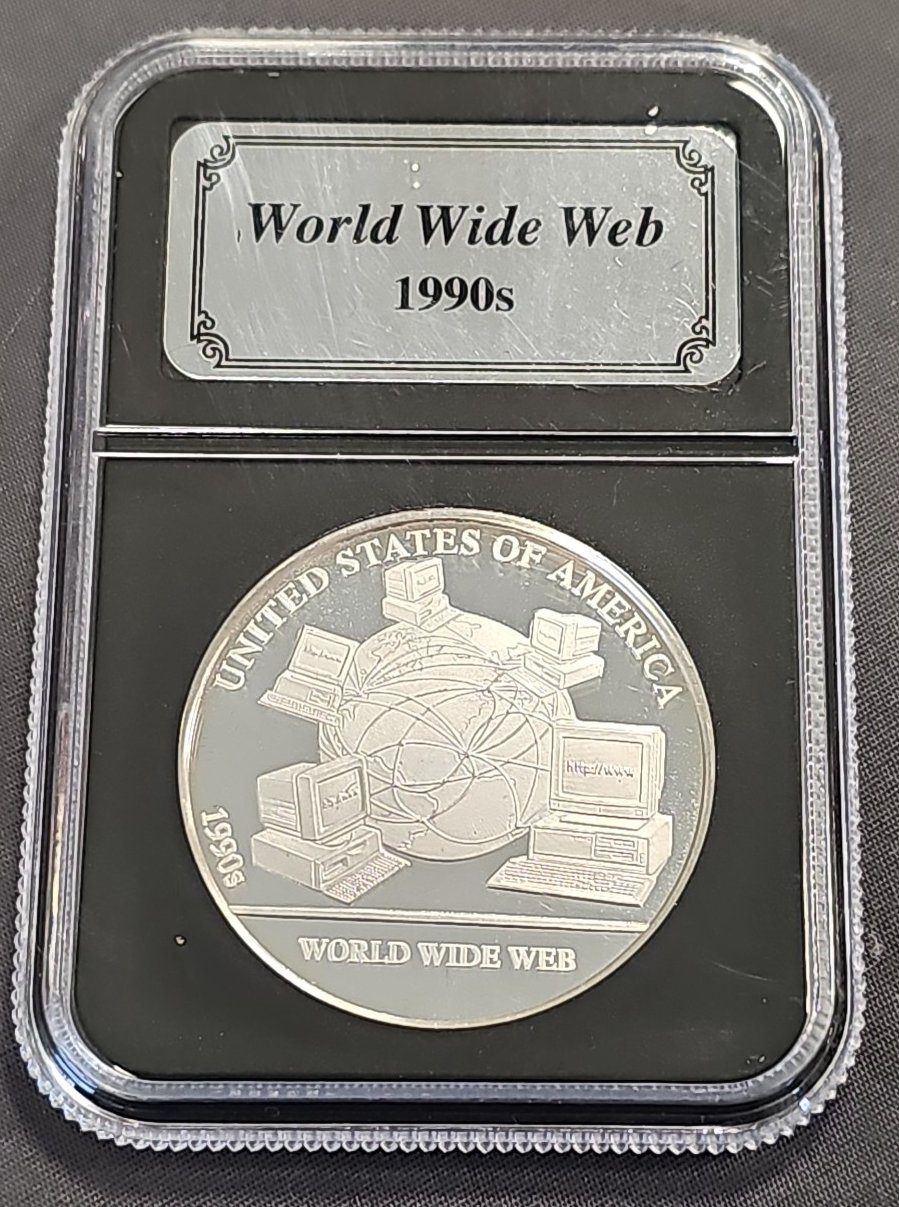 World Wide Web
1990s
UNITED STATES OF AMERICA
http://www
1990s
WORLD WIDE WEB